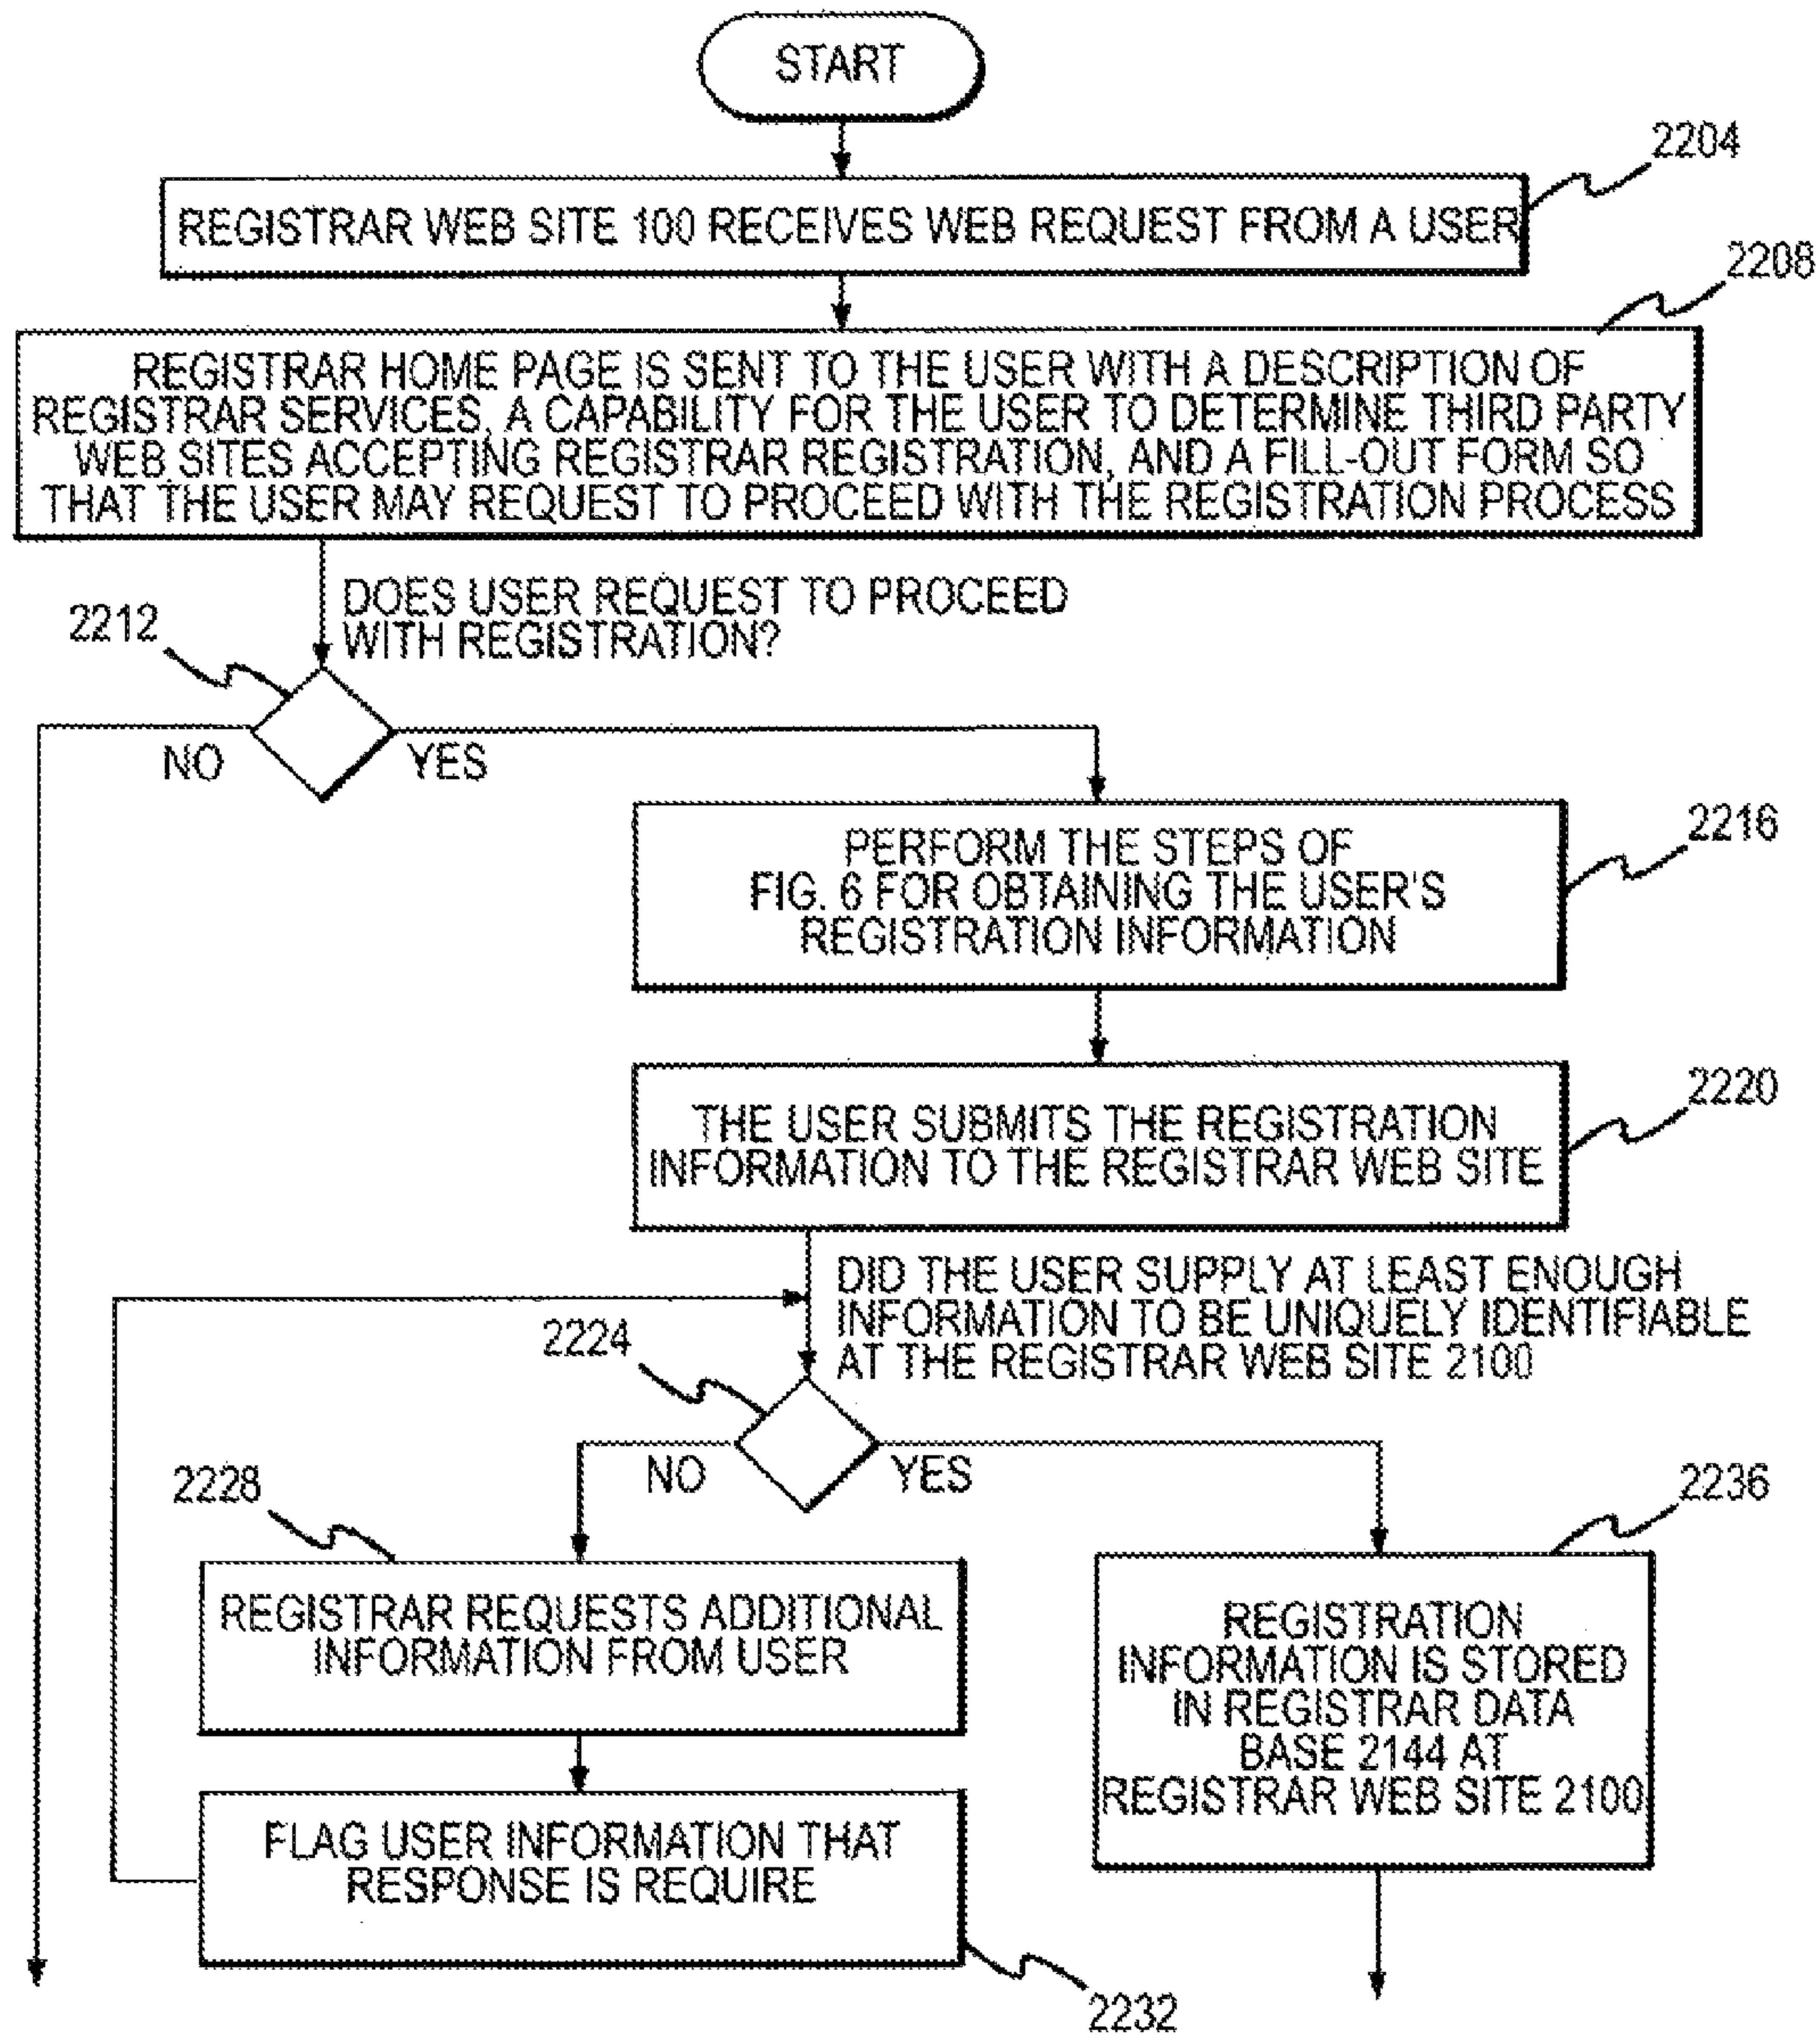 START
2204
REGISTRAR WEB SITE 100 RECEIVES WEB REQUEST FROM A USER
2208
REGISTRAR HOME PAGE IS SENT TO THE USER WITH A DESCRIPTION OF
REGISTRAR SERVICES, A CAPABILITY FOR THE USER TO DETERMINE THIRD PARTY
WEB SITES ACCEPTING REGISTRAR REGISTRATION, AND A FILL-OUT FORM SO
THAT THE USER MAY REQUEST TO PROCEED WITH THE REGISTRATION PROCESS
2212
DOES USER REQUEST TO PROCEED
WITH REGISTRATION?
NO
YES
2216
PERFORM THE STEPS OF
FIG. 6 FOR OBTAINING THE USER'S
REGISTRATION INFORMATION
2220
THE USER SUBMITS THE REGISTRATION
INFORMATION TO THE REGISTRAR WEB SITE
DID THE USER SUPPLY AT LEAST ENOUGH
INFORMATION TO BE UNIQUELY IDENTIFIABLE
AT THE REGISTRAR WEB SITE 2100
2224
NO
YES
2228
REGISTRAR REQUESTS ADDITIONAL
INFORMATION FROM USER
2236
REGISTRATION
INFORMATION IS STORED
IN REGISTRAR DATA
BASE 2144 AT
REGISTRAR WEB SITE 2100
FLAG USER INFORMATION THAT
RESPONSE IS REQUIRE
2232